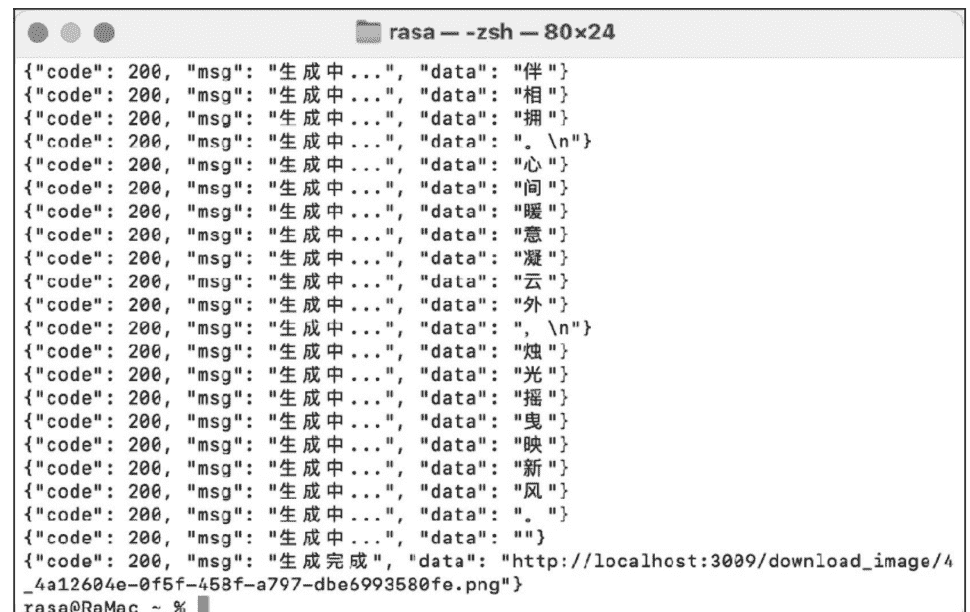 rasa — -zsh — 80×24
{"code": 200, "msg": "生成中...", "data": "伴"}
{"code": 200, "msg": "生成中...", "data": "相"}
{"code": 200, "msg": "生成中...", "data": "拥"}
{"code": 200, "msg": "生成中...", "data": "。\n"}
{"code": 200, "msg": "生成中...", "data": "心"}
{"code": 200, "msg": "生成中...", "data": "间"}
{"code": 200, "msg": "生成中...", "data": "暖"}
{"code": 200, "msg": "生成中...", "data": "意"}
{"code": 200, "msg": "生成中...", "data": "凝"}
{"code": 200, "msg": "生成中...", "data": "云"}
{"code": 200, "msg": "生成中...", "data": "外"}
{"code": 200, "msg": "生成中...", "data": "，\n"}
{"code": 200, "msg": "生成中...", "data": "烛"}
{"code": 200, "msg": "生成中...", "data": "光"}
{"code": 200, "msg": "生成中...", "data": "摇"}
{"code": 200, "msg": "生成中...", "data": "曳"}
{"code": 200, "msg": "生成中...", "data": "映"}
{"code": 200, "msg": "生成中...", "data": "新"}
{"code": 200, "msg": "生成中...", "data": "风"}
{"code": 200, "msg": "生成中...", "data": "。"}
{"code": 200, "msg": "生成中...", "data": ""}
{"code": 200, "msg": "生成完成", "data": "http://localhost:3009/download_image/4
_4a12604e-0f5f-458f-a797-dbe6993580fe.png"}
rasa@RaMac ~ %